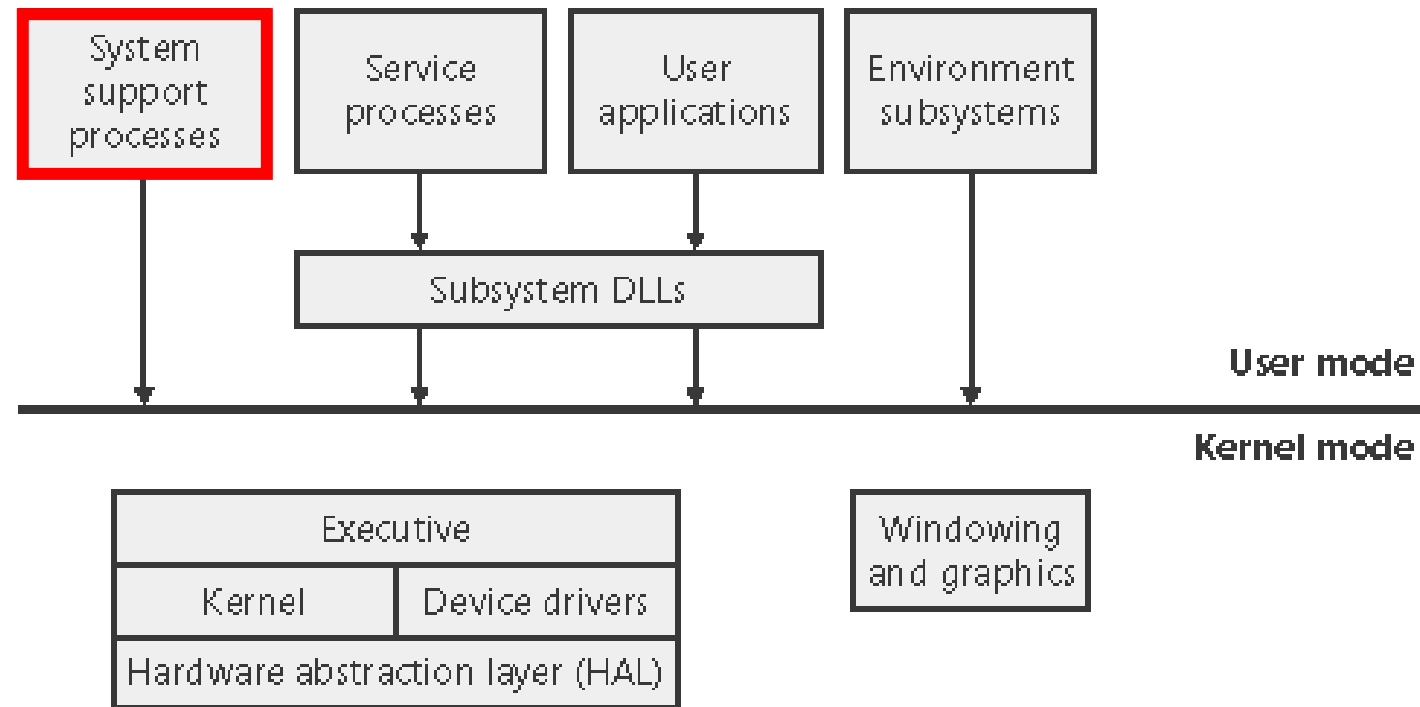 System
support
processes
Service
processes
User
applications
Environment
subsystems
Subsystem DLLs
User mode
Kernel mode
Executive
Kernel
Device drivers
Hardware abstraction layer (HAL)
Windowing
and graphics